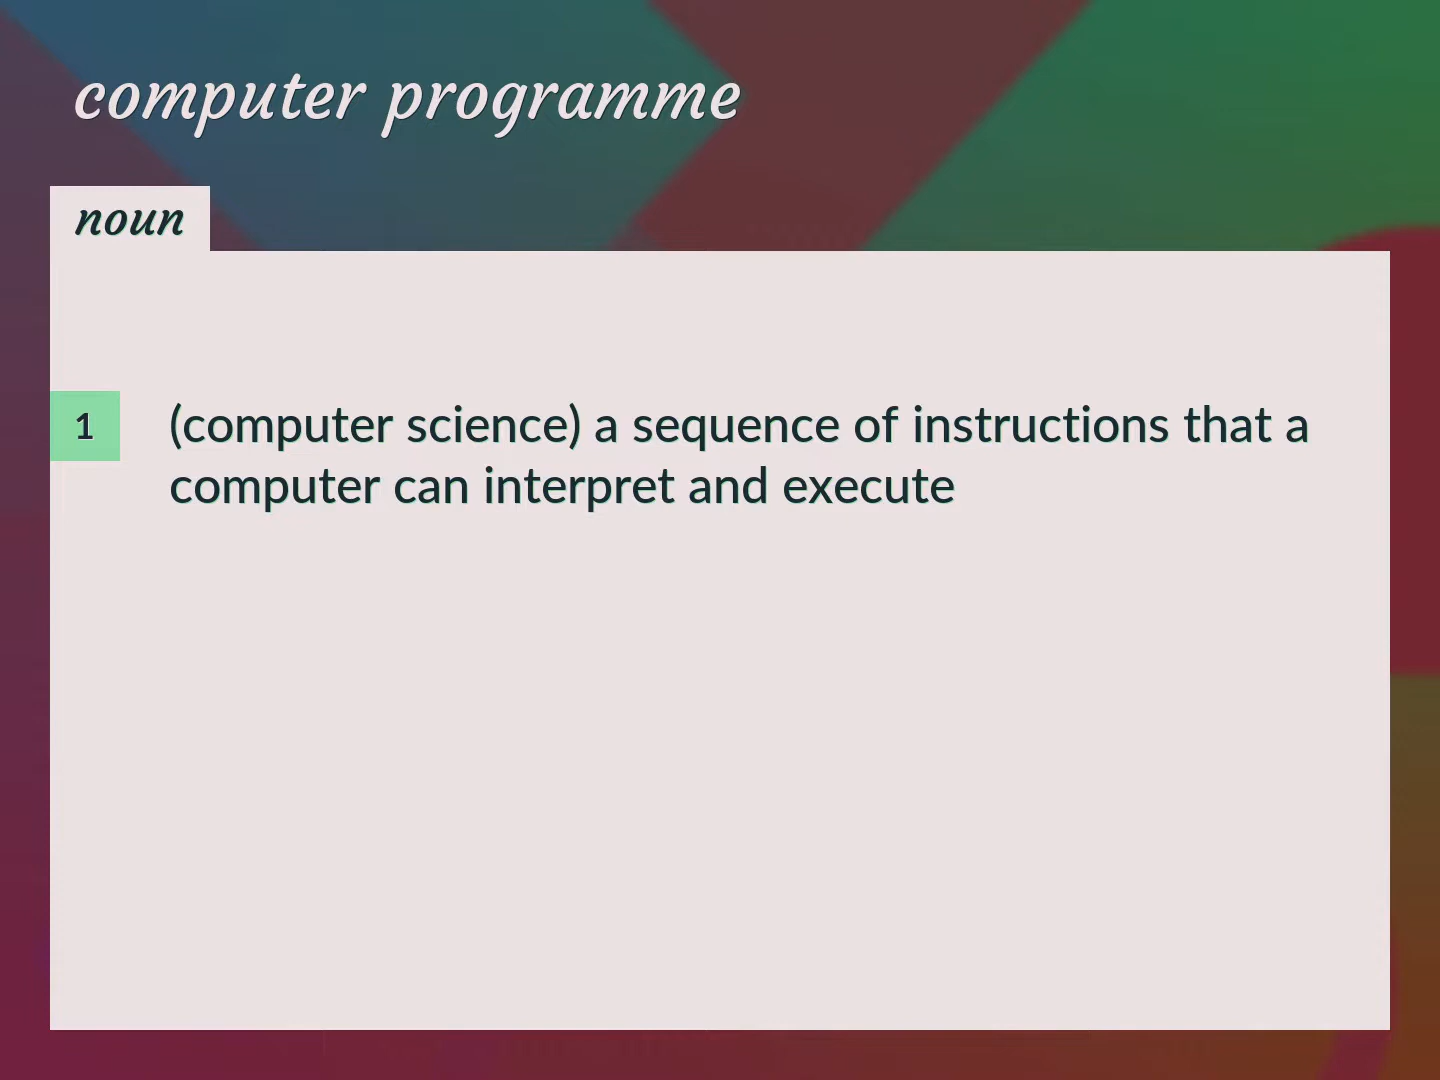 computer programme
noun
1
(computer science) a sequence of instructions that a
computer can interpret and execute